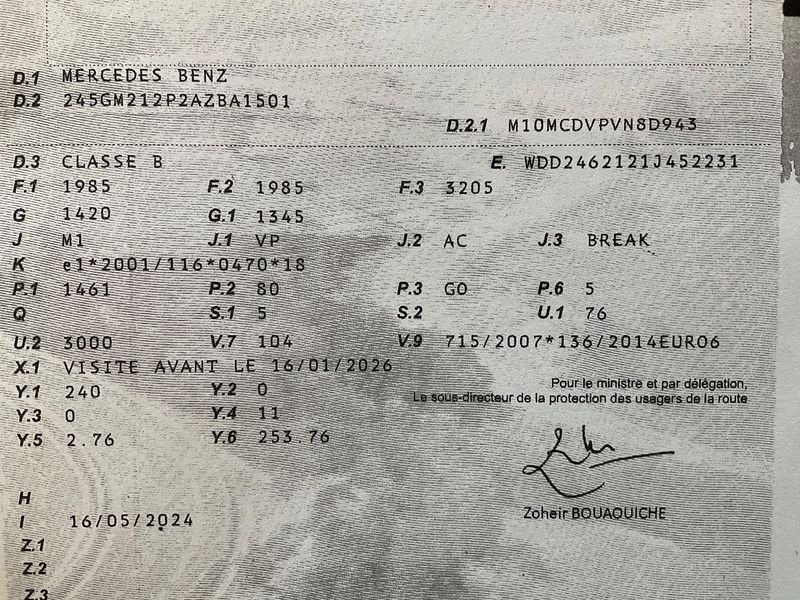 D.1 MERCEDES BENZ
D.2 245GM212P2AZBA1501
D.2.1 M10MCDVPVN8D943
D.3 CLASSE B E. WDD2462121J452231
F.1 1985 F.2 1985 F.3 3205
G 1420 G.1 1345
J M1 J.1 VP J.2 AC J.3 BREAK
K e1*2001/116*0470*18
P.1 1461 P.2 80 P.3 GO P.6 5
Q S.1 5 S.2 U.1 76
U.2 3000 V.7 104 V.9 715/2007*136/2014EURO6
X.1 VISITE AVANT LE 16/01/2026
Y.1 240 Y.2 0
Pour le ministre et par délégation,
Le sous-directeur de la protection des usagers de la route
Y.3 0 Y.4 11
Y.5 2.76 Y.6 253.76
H
Zoheir BOUAOUICHE
I 16/05/2024
Z.1
Z.2
Z.3